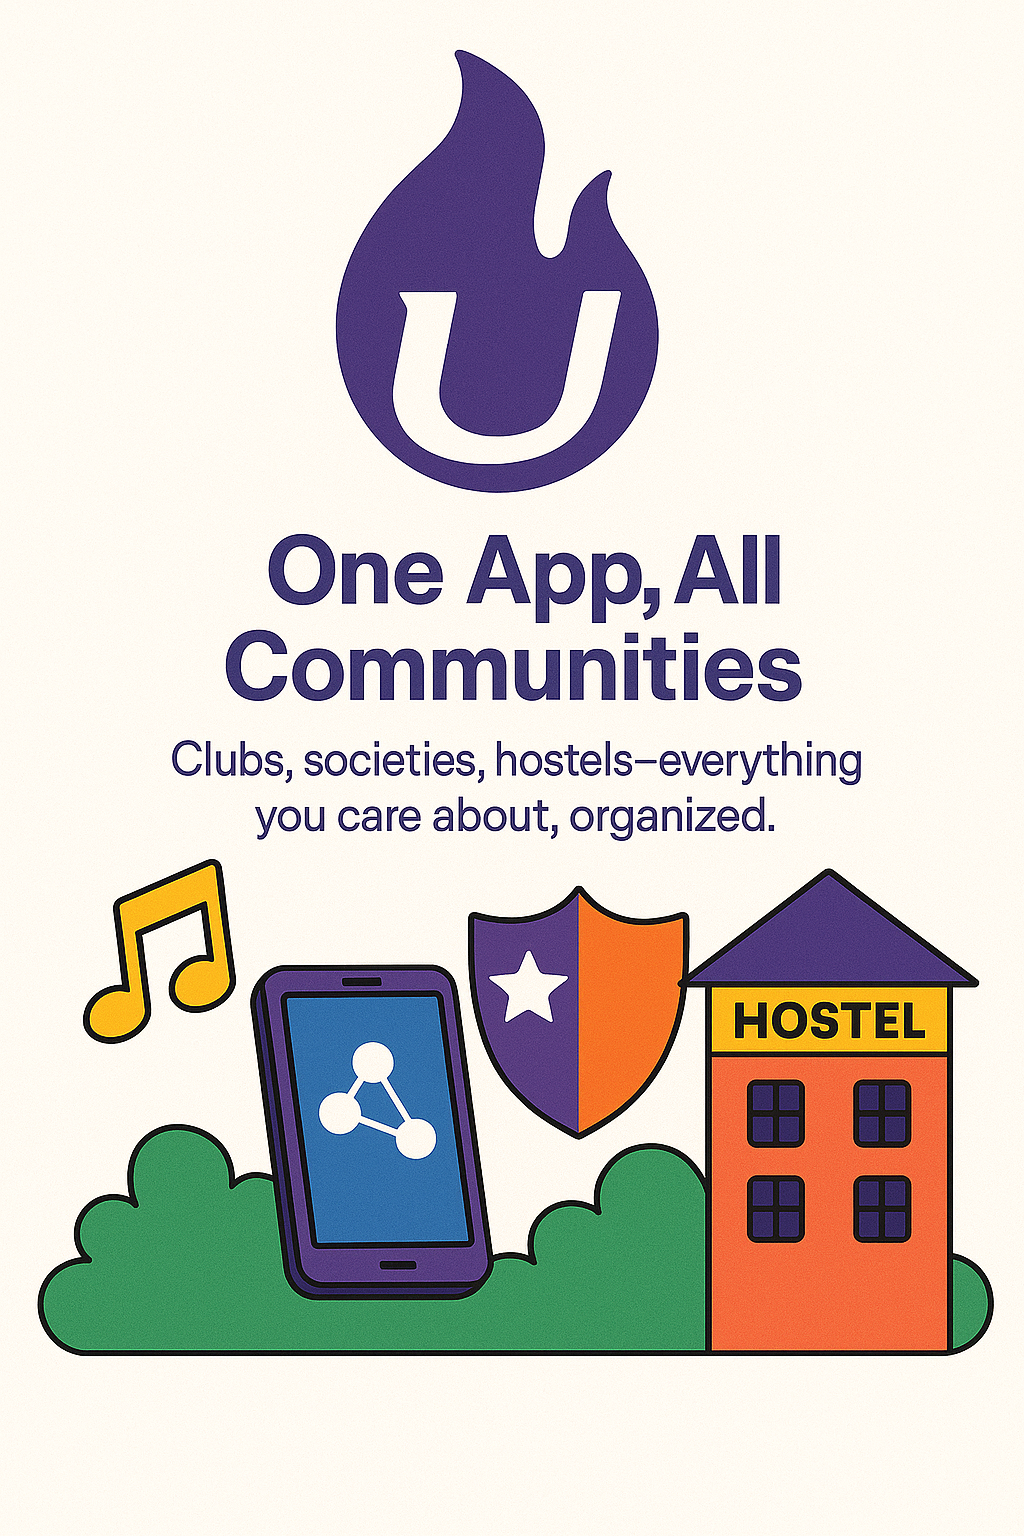 U
One App, All
Communities
Clubs, societies, hostels–everything
you care about, organized.
HOSTEL